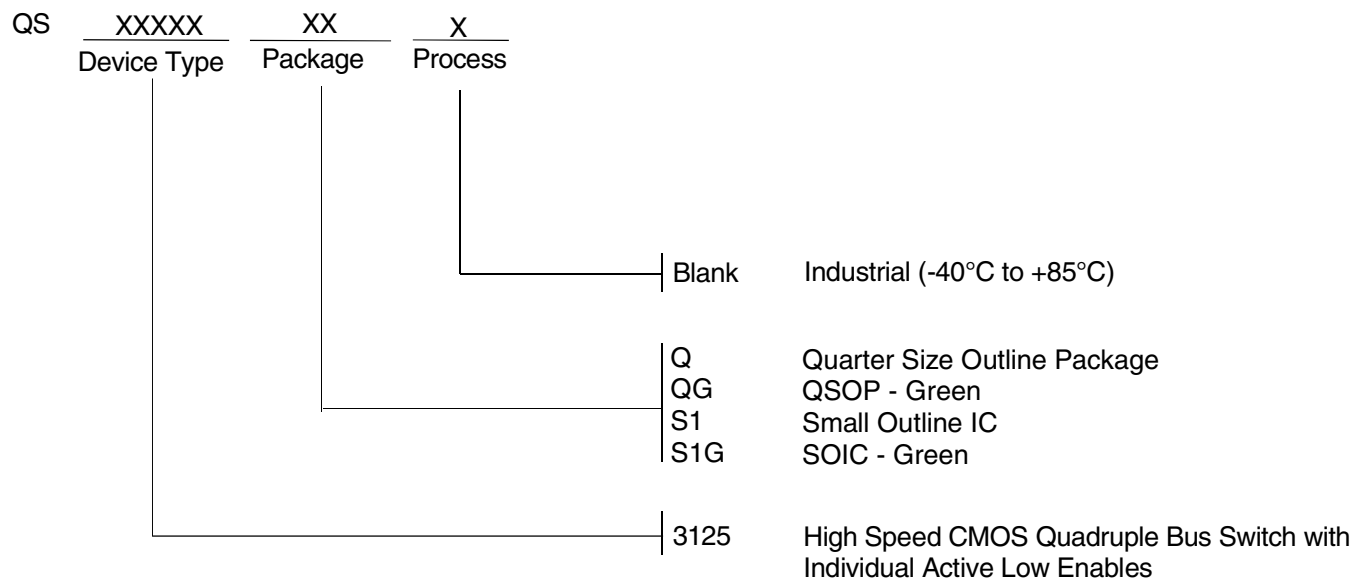 QS XXXXX XX X
Device Type Package Process
Blank Industrial (-40°C to +85°C)
Q Quarter Size Outline Package
QG QSOP - Green
S1 Small Outline IC
S1G SOIC - Green
3125 High Speed CMOS Quadruple Bus Switch with
Individual Active Low Enables